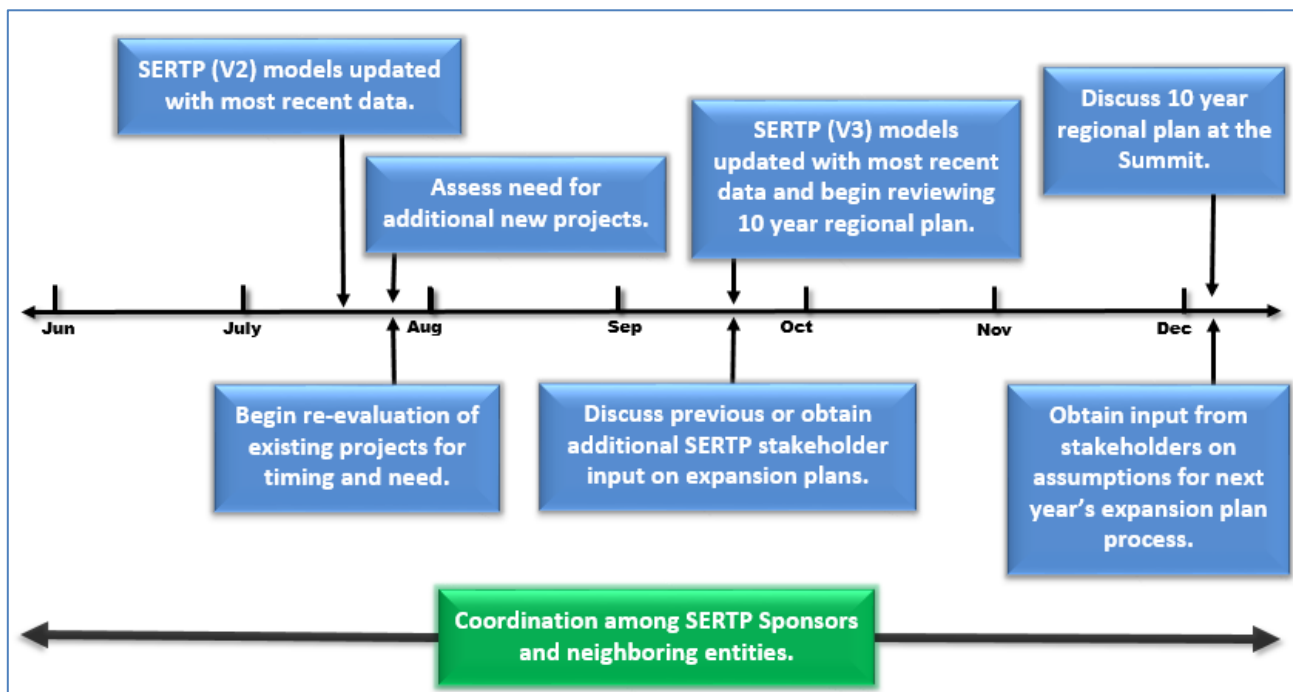 SERTP (V2) models updated
with most recent data.
Assess need for
additional new projects.
SERTP (V3) models
updated with most recent
data and begin reviewing
10 year regional plan.
Discuss 10 year
regional plan at the
Summit.
Jun
July
Aug
Sep
Oct
Nov
Dec
Begin re-evaluation of
existing projects for
timing and need.
Discuss previous or obtain
additional SERTP stakeholder
input on expansion plans.
Obtain input from
stakeholders on
assumptions for next
year’s expansion plan
process.
Coordination among SERTP Sponsors
and neighboring entities.